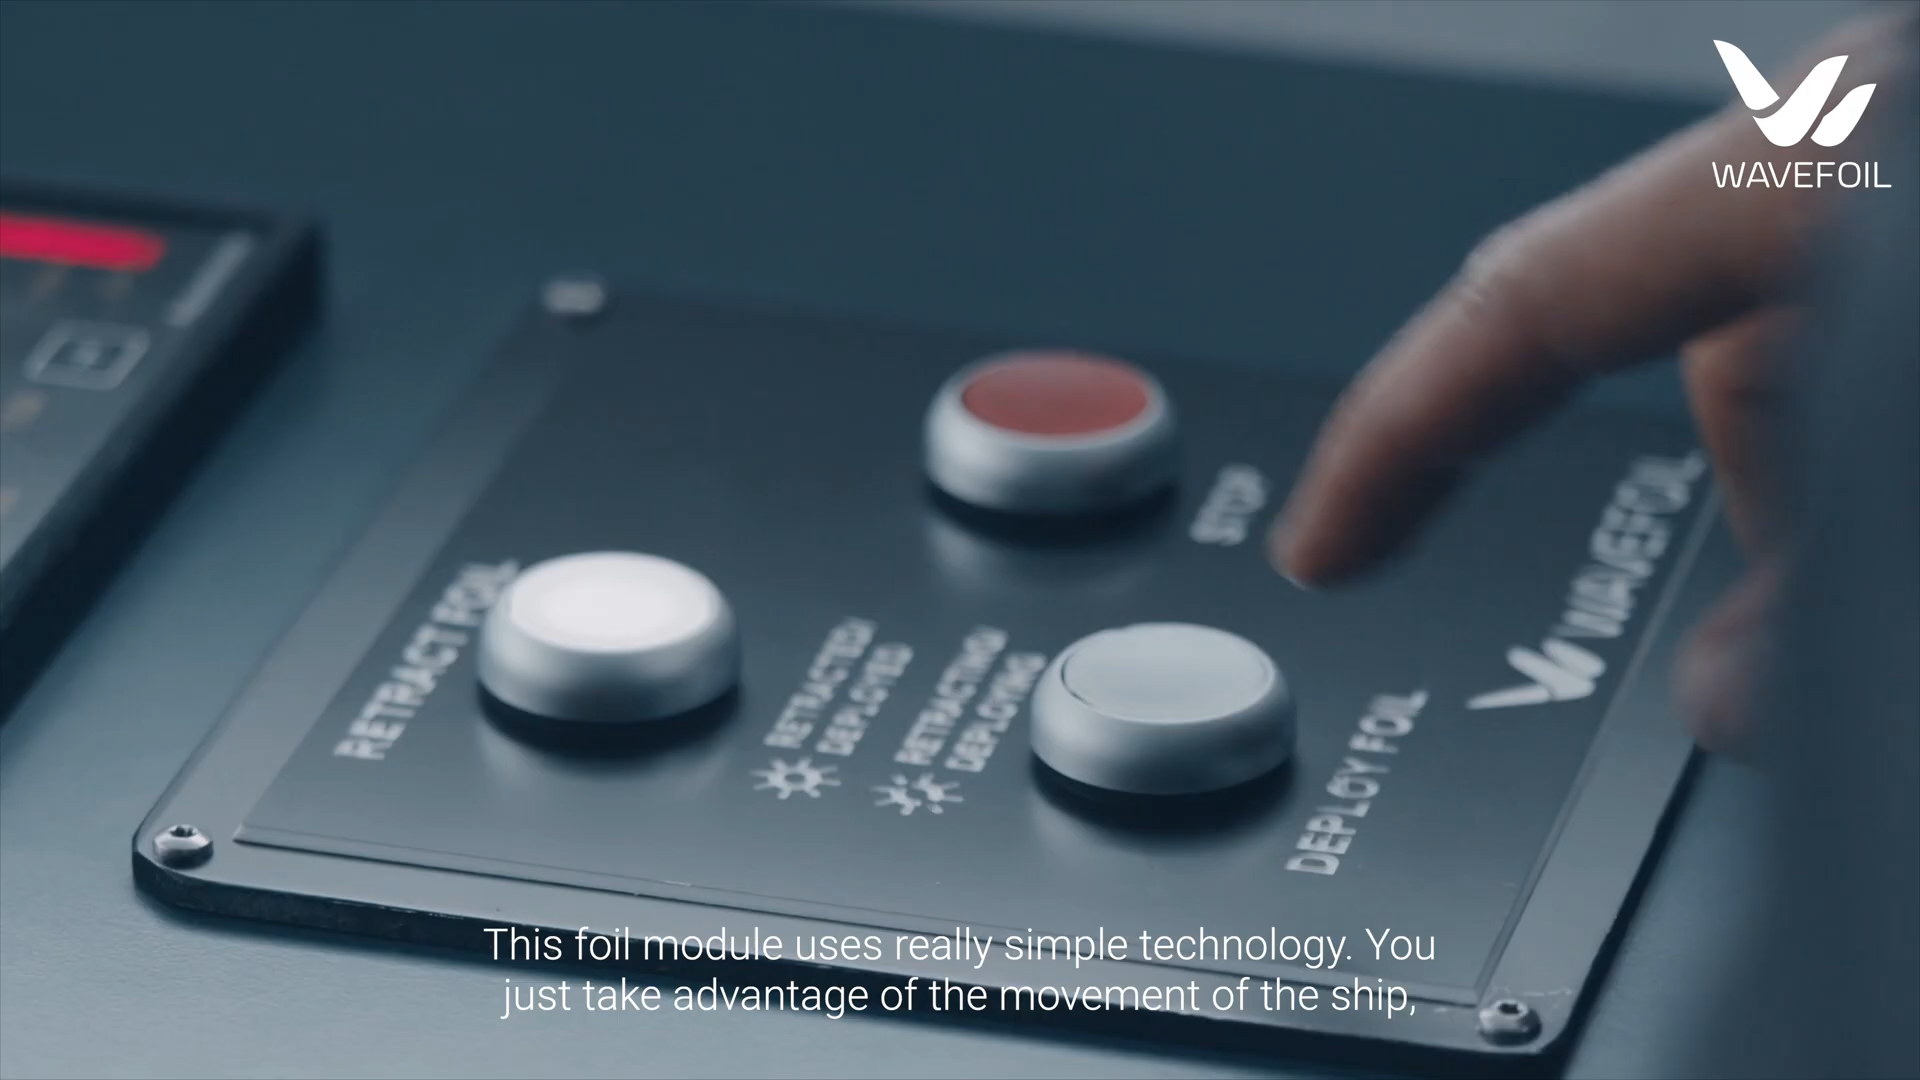 WAVEFOIL
STOP
WAVEFOIL
RETRACT FOIL
RETRACTED
DEPLOYED
RETRACTING
DEPLOYING
DEPLOY FOIL
This foil module uses really simple technology. You
just take advantage of the movement of the ship,